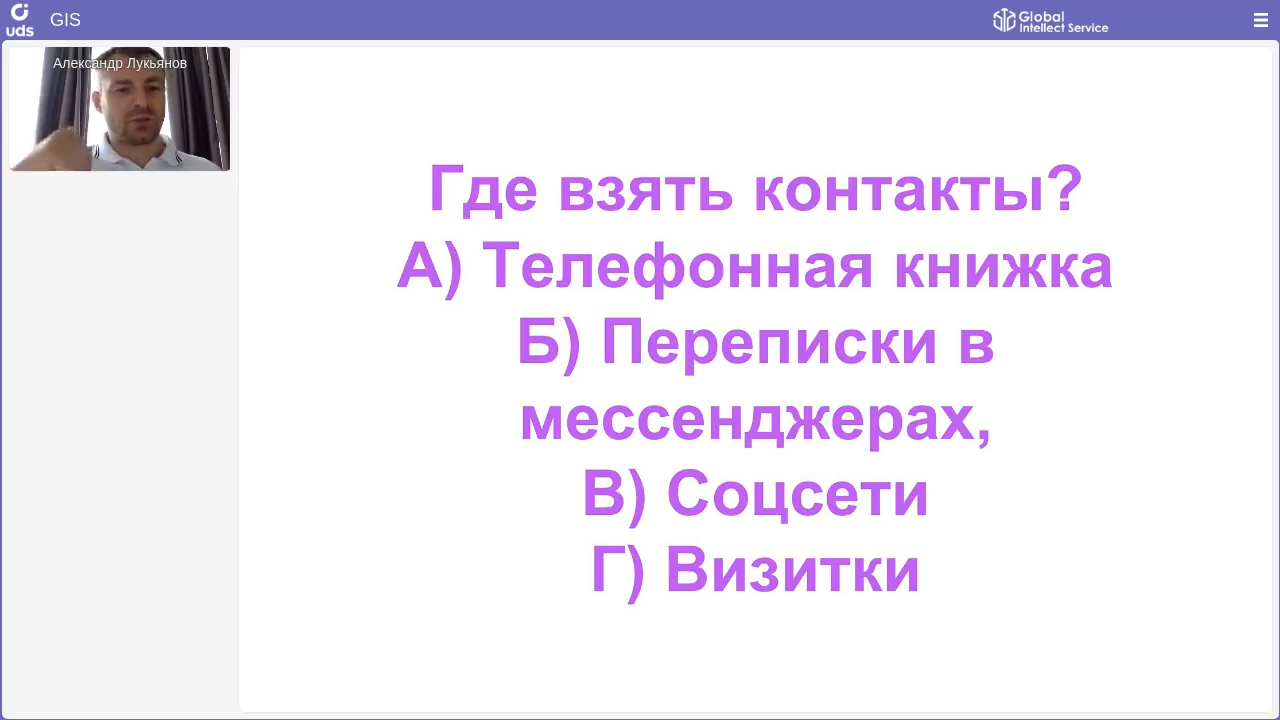 uds
GIS
Global
Intellect Service
Александр Лукьянов
Где взять контакты?
А) Телефонная книжка
Б) Переписки в
мессенджерах,
В) Соцсети
Г) Визитки